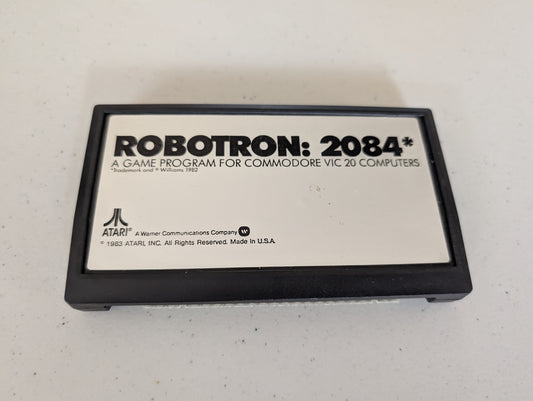 ROBOTRON: 2084*
A GAME PROGRAM FOR COMMODORE VIC 20 COMPUTERS
*Trademark and © Williams 1982
ATARI® A Warner Communications Company
© 1983 ATARI, INC. All Rights Reserved. Made in U.S.A.